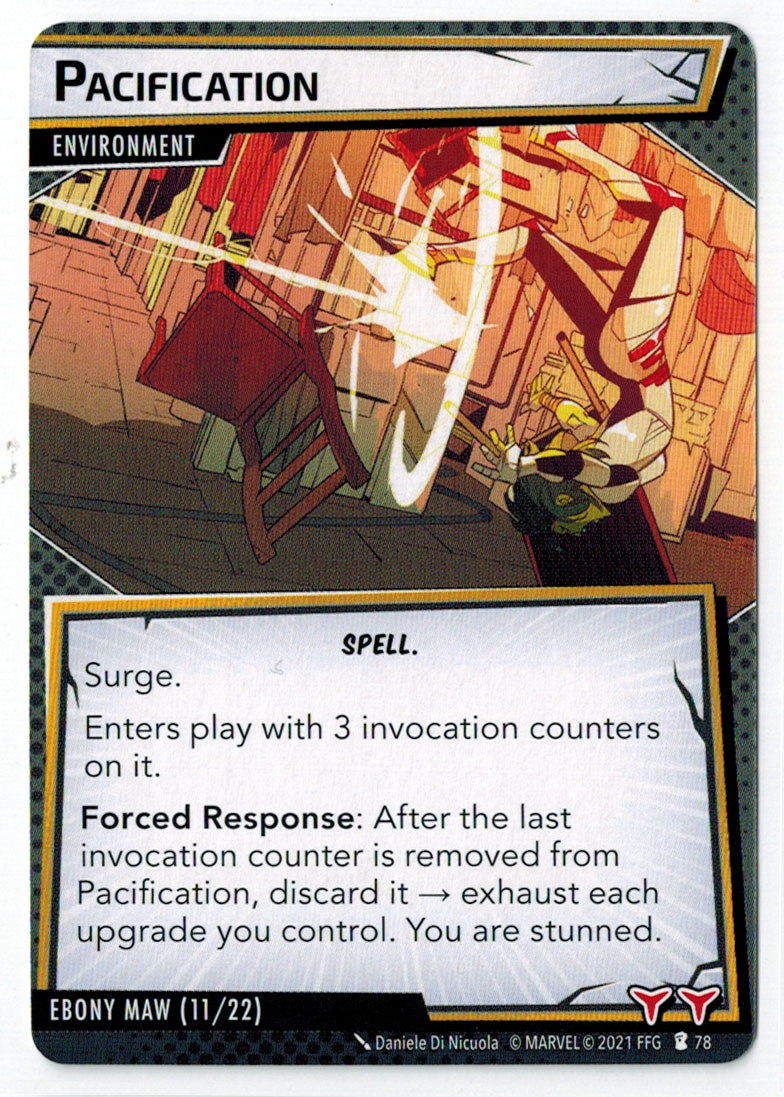 PACIFICATION
ENVIRONMENT
SPELL.
Surge.
Enters play with 3 invocation counters
on it.
Forced Response: After the last
invocation counter is removed from
Pacification, discard it → exhaust each
upgrade you control. You are stunned.
EBONY MAW (11/22)
Daniele Di Nicuola © MARVEL © 2021 FFG 78